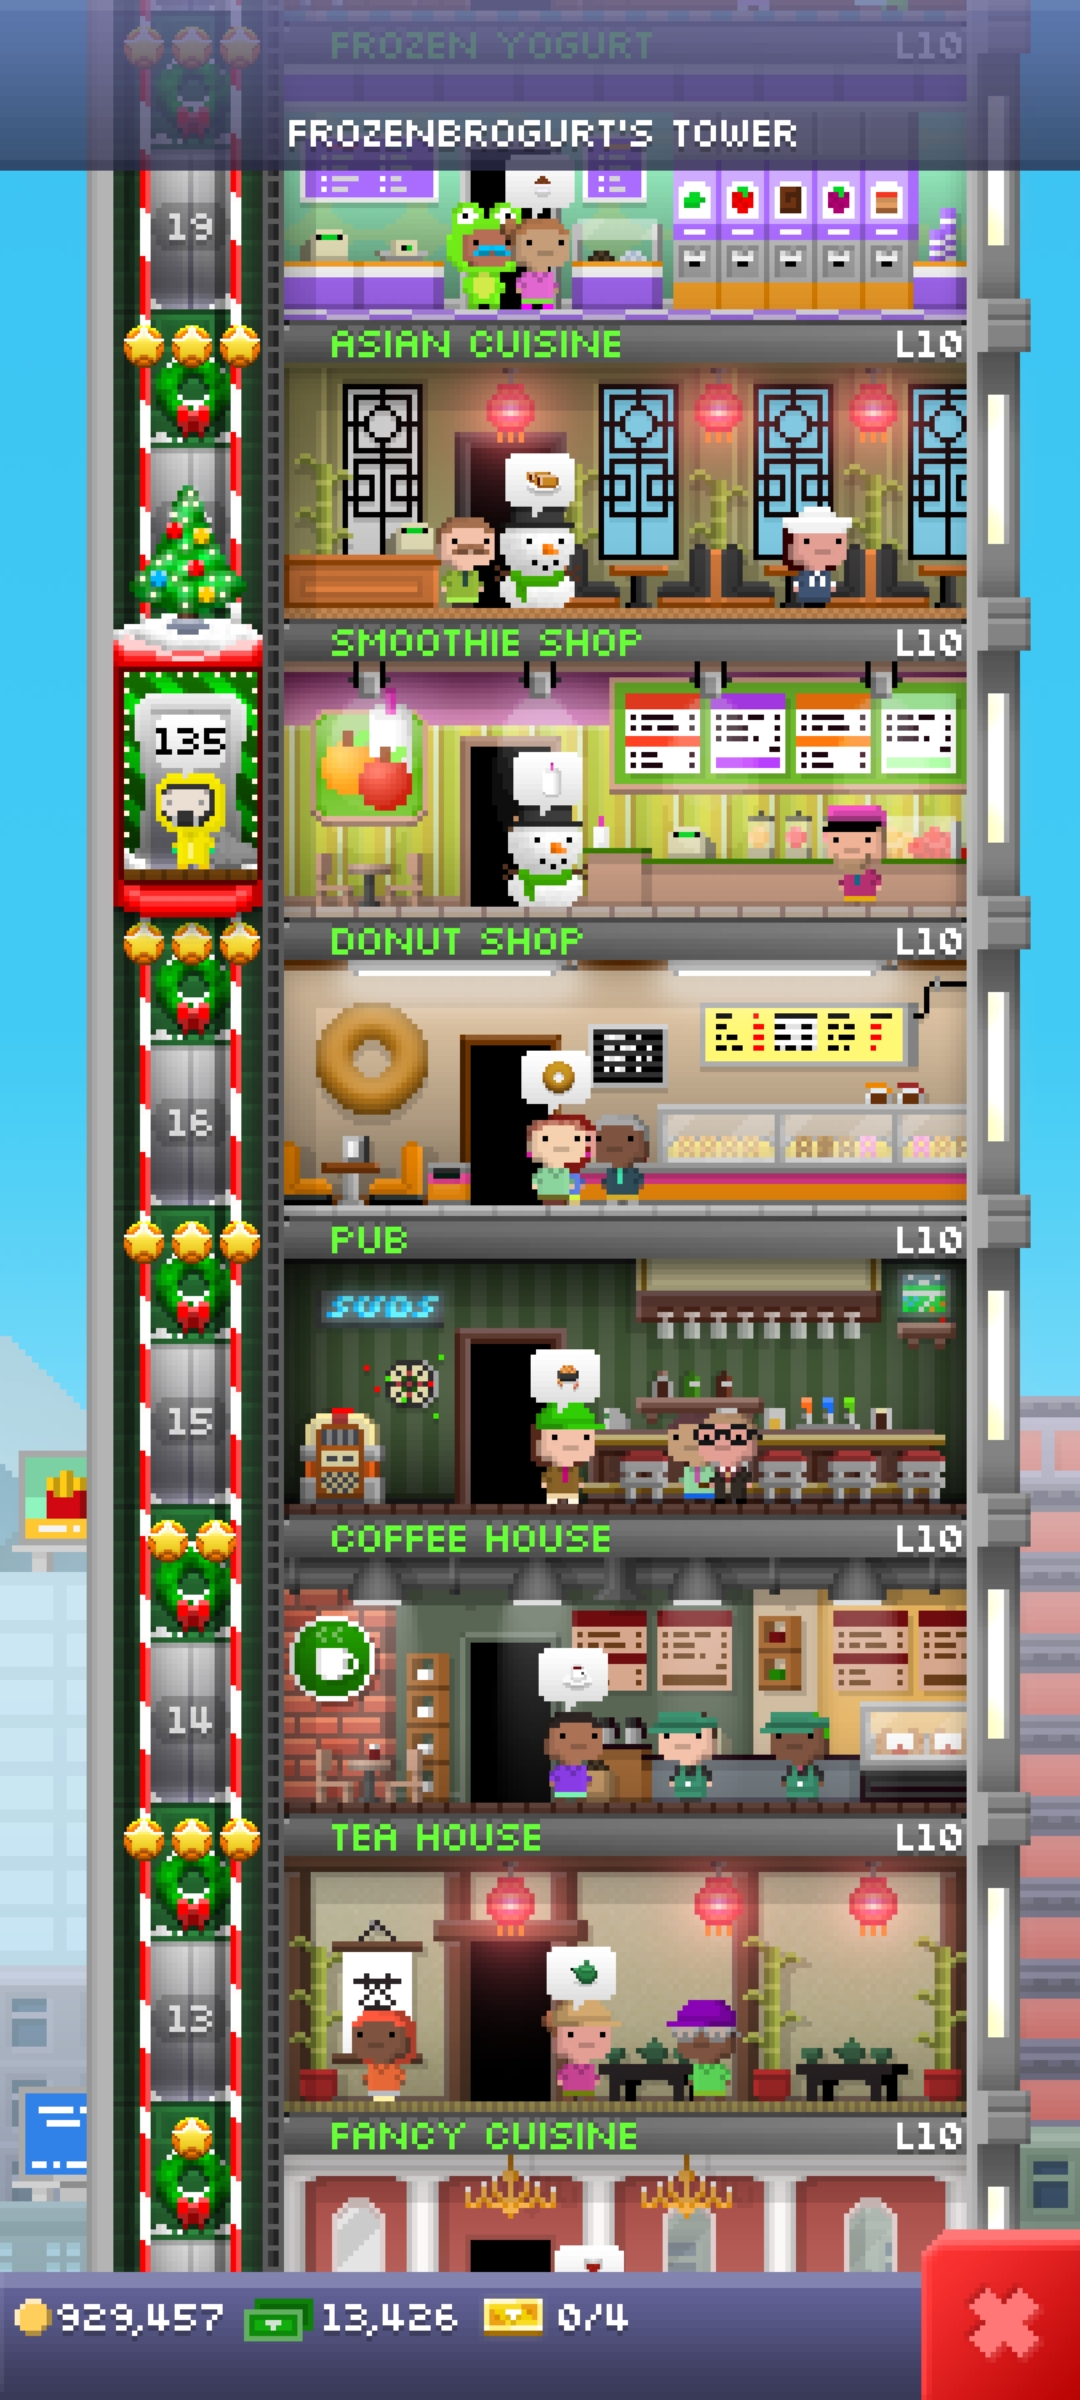 FROZEN YOGURT L10
FROZENBROGURT'S TOWER
19
ASIAN CUISINE L10
SMOOTHIE SHOP L10
135
DONUT SHOP L10
16
PUB L10
SUDS
15
COFFEE HOUSE L10
14
TEA HOUSE L10
13
FANCY CUISINE L10
929,457 13,426 0/4